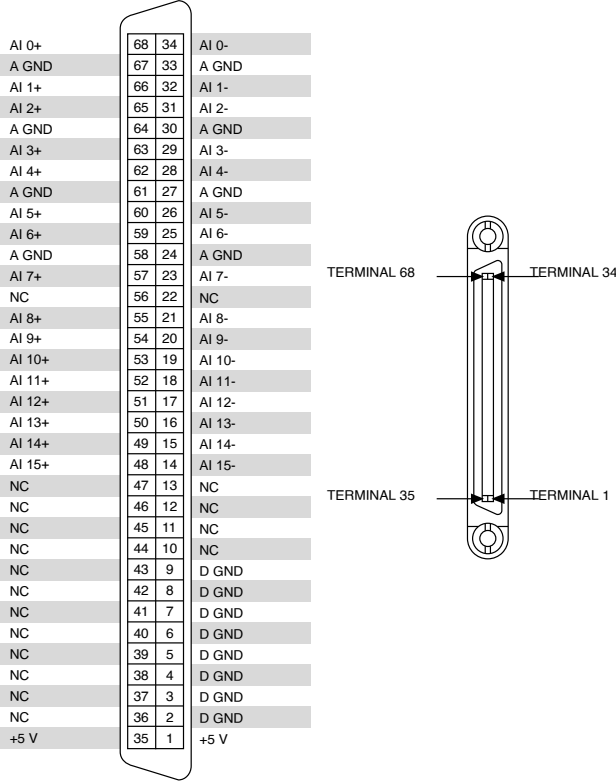 AI 0+ 68 34 AI 0-
A GND 67 33 A GND
AI 1+ 66 32 AI 1-
AI 2+ 65 31 AI 2-
A GND 64 30 A GND
AI 3+ 63 29 AI 3-
AI 4+ 62 28 AI 4-
A GND 61 27 A GND
AI 5+ 60 26 AI 5-
AI 6+ 59 25 AI 6-
A GND 58 24 A GND
AI 7+ 57 23 AI 7-
NC 56 22 NC
AI 8+ 55 21 AI 8-
AI 9+ 54 20 AI 9-
AI 10+ 53 19 AI 10-
AI 11+ 52 18 AI 11-
AI 12+ 51 17 AI 12-
AI 13+ 50 16 AI 13-
AI 14+ 49 15 AI 14-
AI 15+ 48 14 AI 15-
NC 47 13 NC
NC 46 12 NC
NC 45 11 NC
NC 44 10 NC
NC 43 9 D GND
NC 42 8 D GND
NC 41 7 D GND
NC 40 6 D GND
NC 39 5 D GND
NC 38 4 D GND
NC 37 3 D GND
NC 36 2 D GND
+5 V 35 1 +5 V
TERMINAL 68 TERMINAL 34
TERMINAL 35 TERMINAL 1